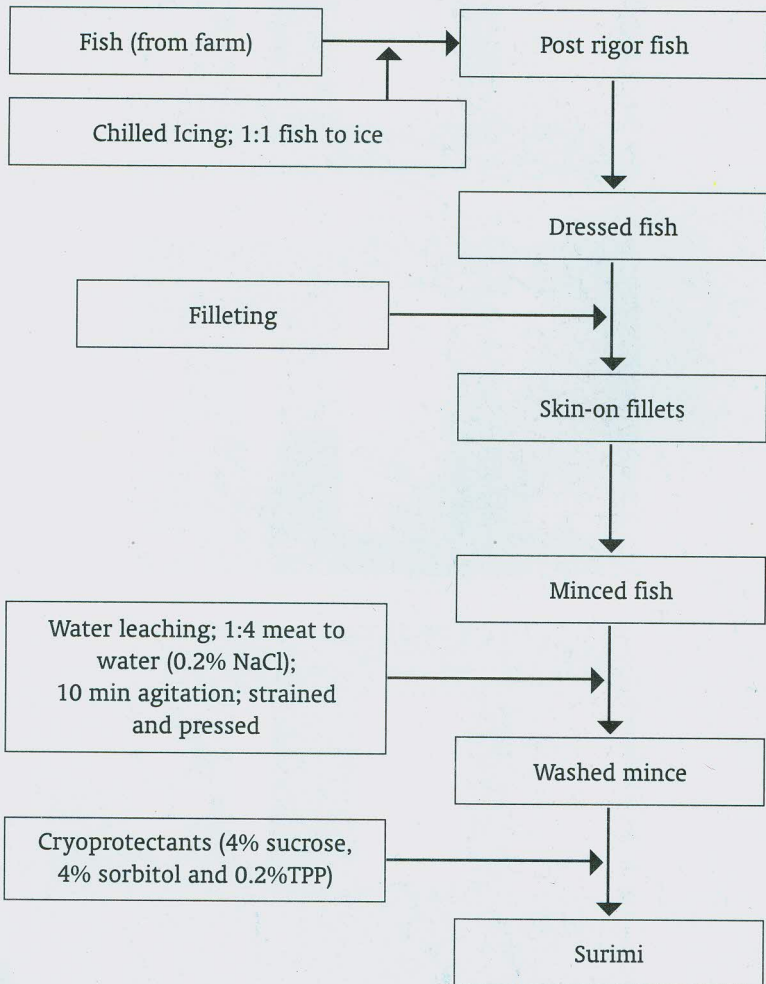 Fish (from farm)
Post rigor fish
Chilled Icing; 1:1 fish to ice
Dressed fish
Filleting
Skin-on fillets
Minced fish
Water leaching; 1:4 meat to
water (0.2% NaCl);
10 min agitation; strained
and pressed
Washed mince
Cryoprotectants (4% sucrose,
4% sorbitol and 0.2%TPP)
Surimi